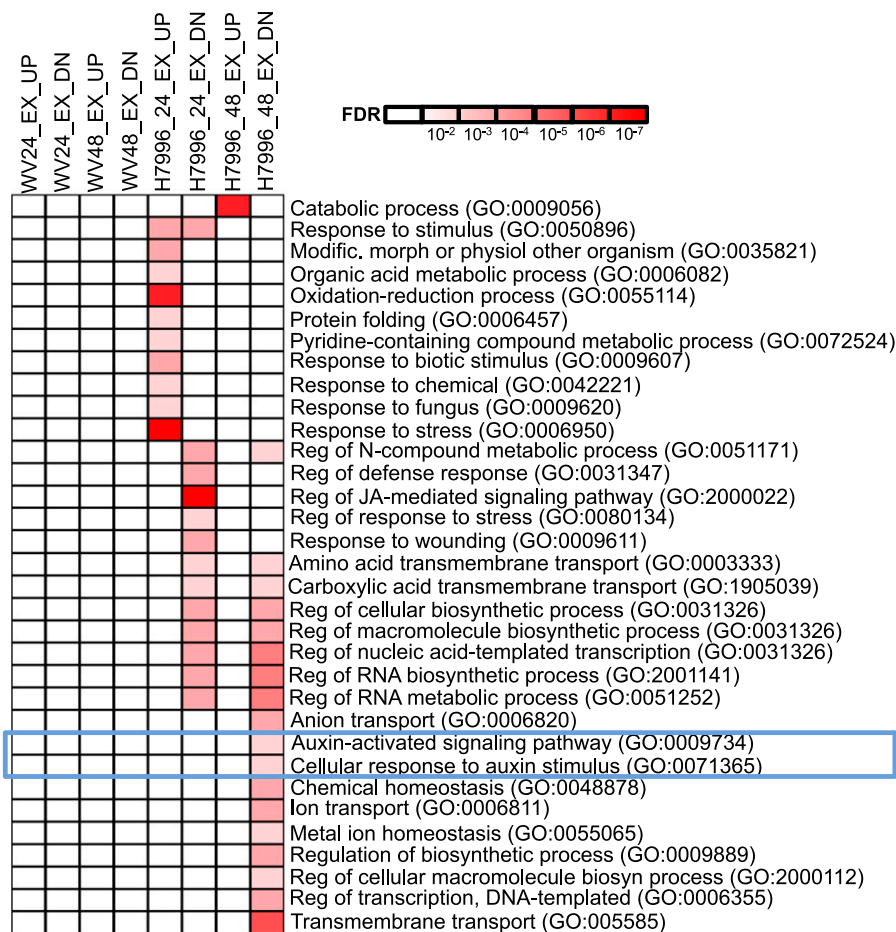 WV24_EX_UP
WV24_EX_DN
WV48_EX_UP
WV48_EX_DN
H7996_24_EX_UP
H7996_24_EX_DN
H7996_48_EX_UP
H7996_48_EX_DN
FDR
10-2 10-3 10-4 10-5 10-6 10-7
Catabolic process (GO:0009056)
Response to stimulus (GO:0050896)
Modific. morph or physiol other organism (GO:0035821)
Organic acid metabolic process (GO:0006082)
Oxidation-reduction process (GO:0055114)
Protein folding (GO:0006457)
Pyridine-containing compound metabolic process (GO:0072524)
Response to biotic stimulus (GO:0009607)
Response to chemical (GO:0042221)
Response to fungus (GO:0009620)
Response to stress (GO:0006950)
Reg of N-compound metabolic process (GO:0051171)
Reg of defense response (GO:0031347)
Reg of JA-mediated signaling pathway (GO:2000022)
Reg of response to stress (GO:0080134)
Response to wounding (GO:0009611)
Amino acid transmembrane transport (GO:0003333)
Carboxylic acid transmembrane transport (GO:1905039)
Reg of cellular biosynthetic process (GO:0031326)
Reg of macromolecule biosynthetic process (GO:0031326)
Reg of nucleic acid-templated transcription (GO:0031326)
Reg of RNA biosynthetic process (GO:2001141)
Reg of RNA metabolic process (GO:0051252)
Anion transport (GO:0006820)
Auxin-activated signaling pathway (GO:0009734)
Cellular response to auxin stimulus (GO:0071365)
Chemical homeostasis (GO:0048878)
Ion transport (GO:0006811)
Metal ion homeostasis (GO:0055065)
Regulation of biosynthetic process (GO:0009889)
Reg of cellular macromolecule biosyn process (GO:2000112)
Reg of transcription, DNA-templated (GO:0006355)
Transmembrane transport (GO:005585)